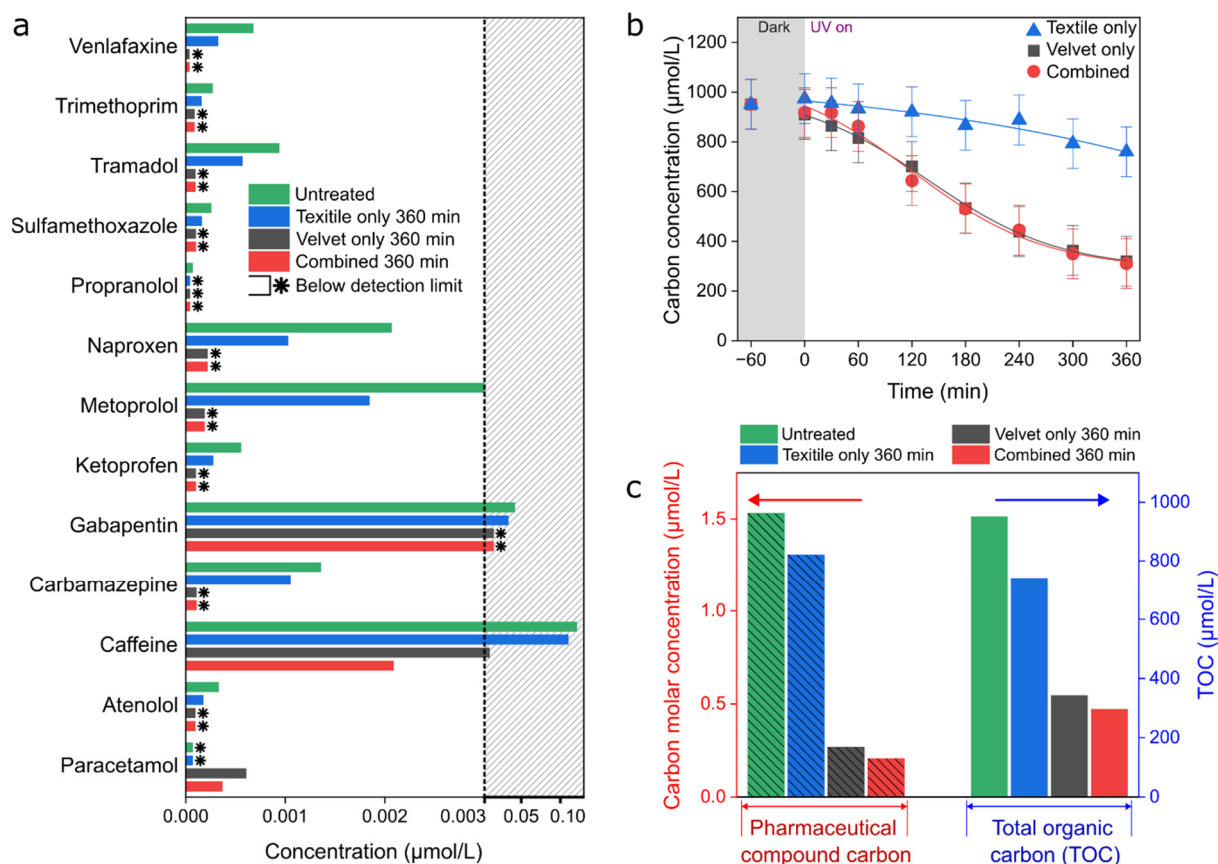 a
Venlafaxine
Trimethoprim
Tramadol
Sulfamethoxazole
Propranolol
Naproxen
Metoprolol
Ketoprofen
Gabapentin
Carbamazepine
Caffeine
Atenolol
Paracetamol
Untreated
Texitile only 360 min
Velvet only 360 min
Combined 360 min
Below detection limit
0.000 0.001 0.002 0.003 0.05 0.10
Concentration (μmol/L)
b
Dark UV on
Textile only
Velvet only
Combined
Carbon concentration (μmol/L)
1200
1000
800
600
400
200
0
−60 0 60 120 180 240 300 360
Time (min)
Untreated
Texitile only 360 min
Velvet only 360 min
Combined 360 min
c
Carbon molar concentration (μmol/L)
1.5
1.0
0.5
0.0
1000
800
600
400
200
0
TOC (μmol/L)
Pharmaceutical
compound carbon
Total organic
carbon (TOC)